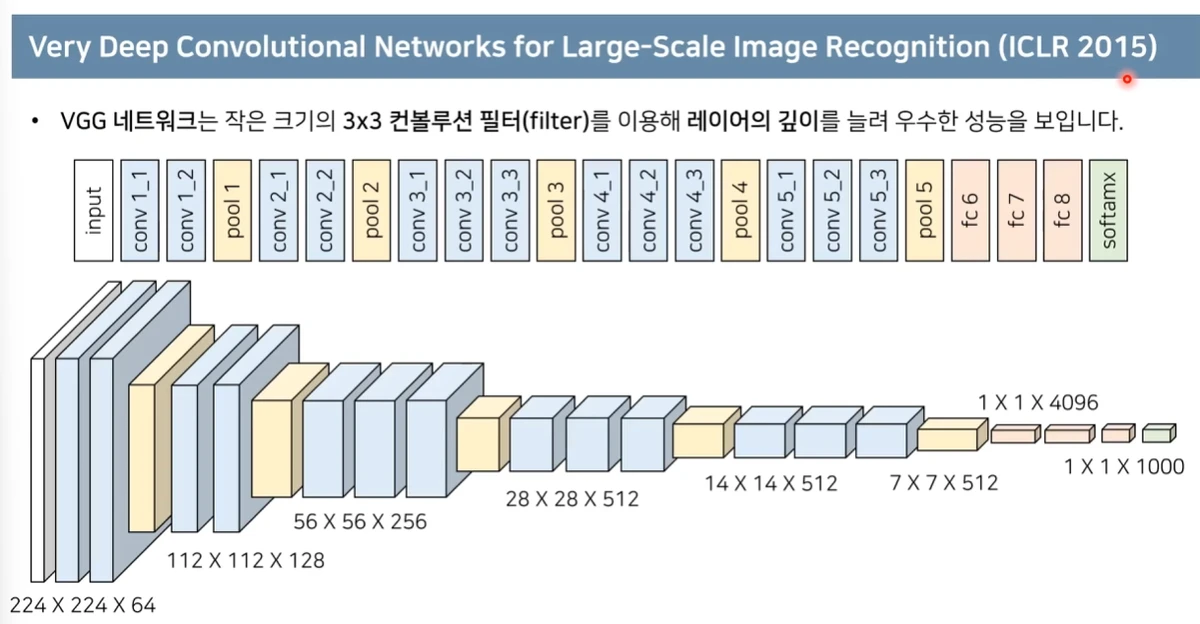 Very Deep Convolutional Networks for Large-Scale Image Recognition (ICLR 2015)
• VGG 네트워크는 작은 크기의 3x3 컨볼루션 필터(filter)를 이용해 레이어의 깊이를 늘려 우수한 성능을 보입니다.
input
conv 1_1
conv 1_2
pool 1
conv 2_1
conv 2_2
pool 2
conv 3_1
conv 3_2
conv 3_3
pool 3
conv 4_1
conv 4_2
conv 4_3
pool 4
conv 5_1
conv 5_2
conv 5_3
pool 5
fc 6
fc 7
fc 8
softamx
224 X 224 X 64
112 X 112 X 128
56 X 56 X 256
28 X 28 X 512
14 X 14 X 512
7 X 7 X 512
1 X 1 X 4096
1 X 1 X 1000